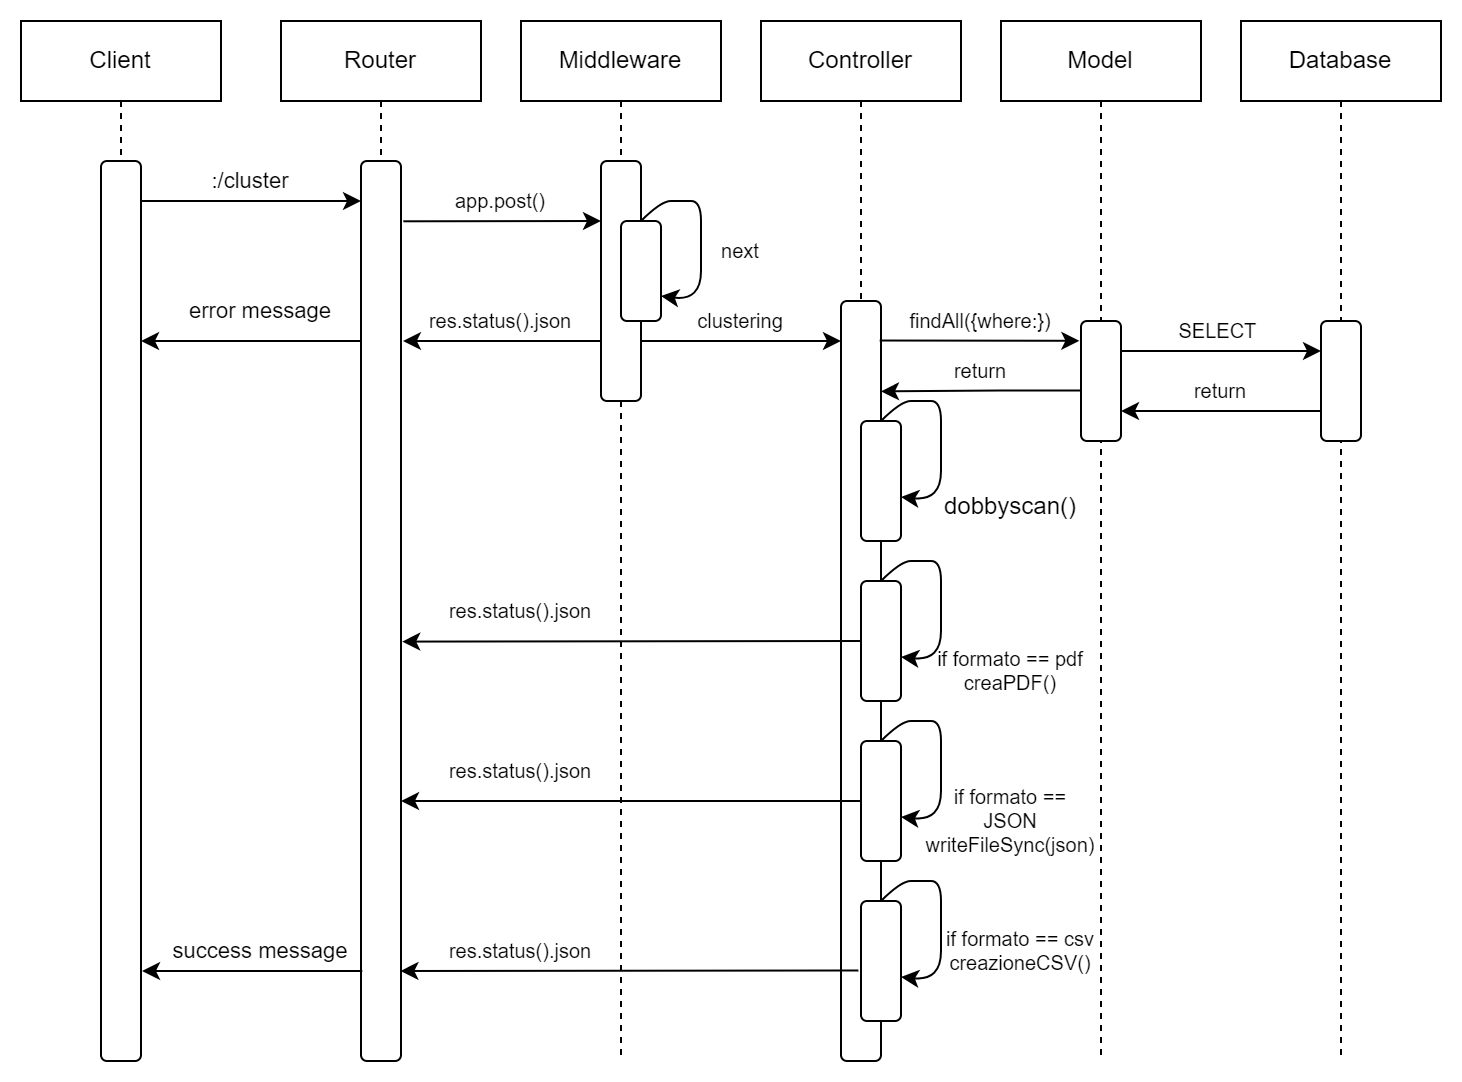 Client
Router
Middleware
Controller
Model
Database
:/cluster
app.post()
next
error message
res.status().json
clustering
findAll({where:})
SELECT
return
return
dobbyscan()
res.status().json
if formato == pdf
creaPDF()
res.status().json
if formato ==
JSON
writeFileSync(json)
success message
res.status().json
if formato == csv
creazioneCSV()